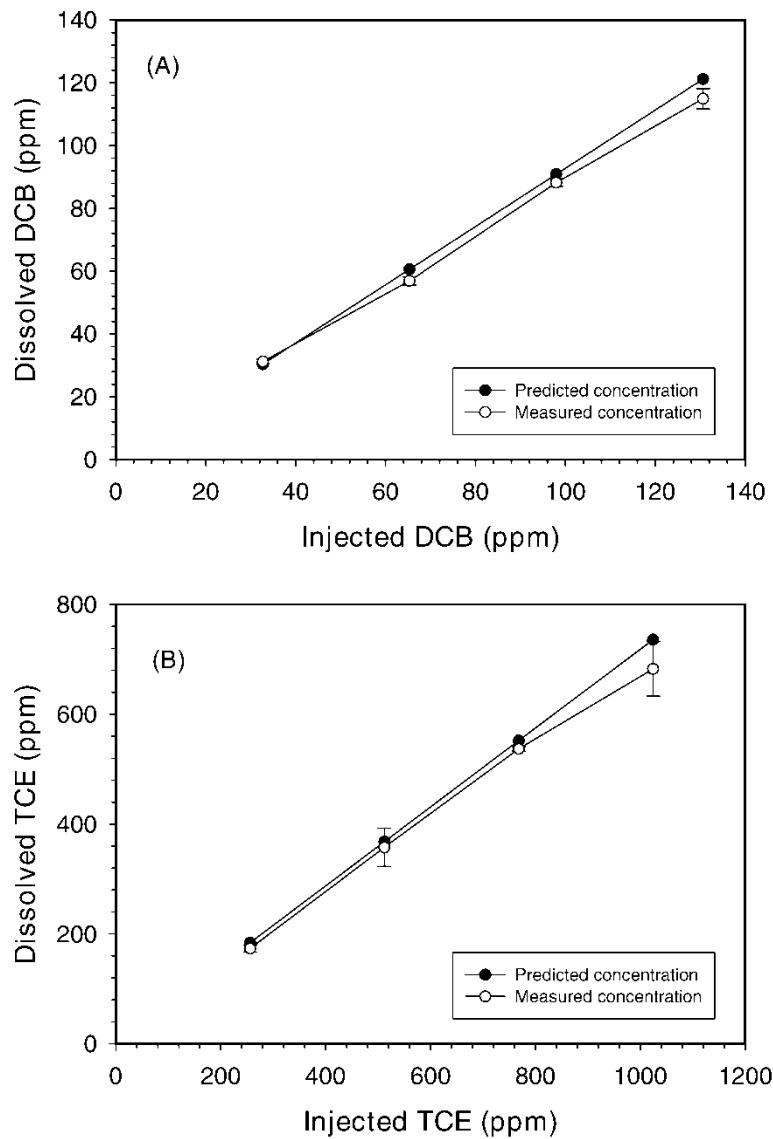 140
(A)
120
100
80
60
40
20
0
Dissolved DCB (ppm)
Predicted concentration
Measured concentration
0 20 40 60 80 100 120 140
Injected DCB (ppm)
800
(B)
600
400
200
0
Dissolved TCE (ppm)
Predicted concentration
Measured concentration
0 200 400 600 800 1000 1200
Injected TCE (ppm)